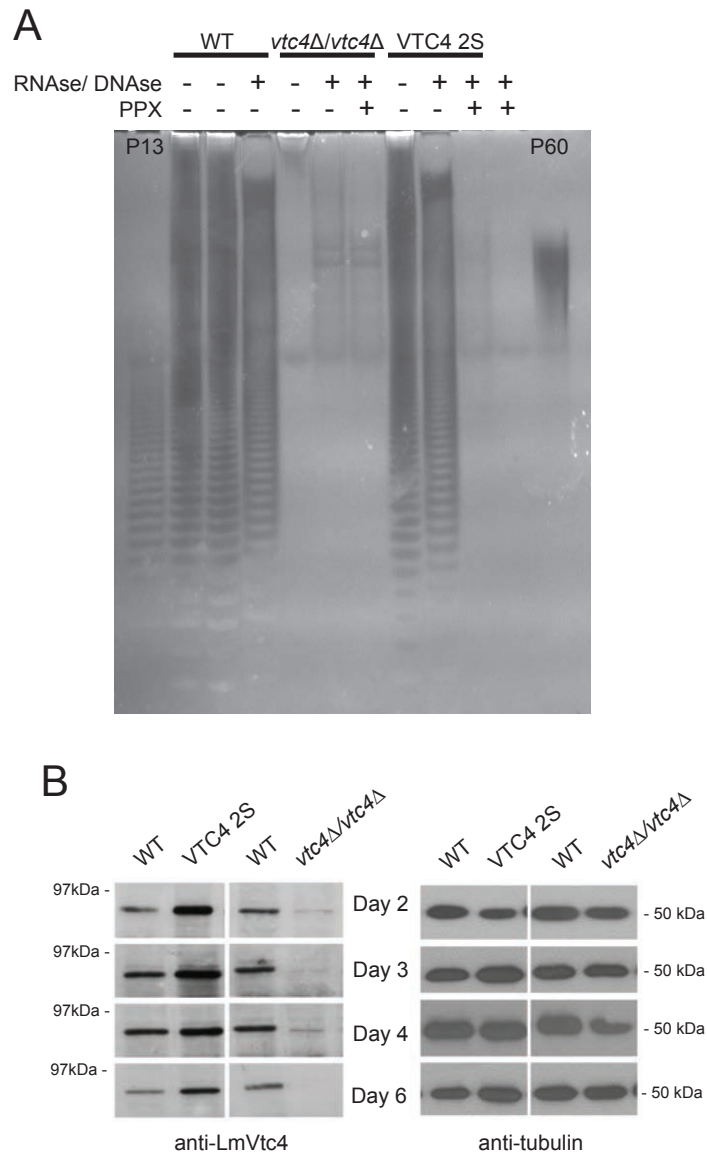 A
WT vtc4Δ/vtc4Δ VTC4 2S
RNAse/ DNAse - - + - + + - + + +
PPX - - - - - + - - + +
P13 P60
B
WT VTC4 2S WT vtc4Δ/vtc4Δ WT VTC4 2S WT vtc4Δ/vtc4Δ
97kDa - Day 2 - 50 kDa
97kDa - Day 3 - 50 kDa
97kDa - Day 4 - 50 kDa
97kDa - Day 6 - 50 kDa
anti-LmVtc4 anti-tubulin